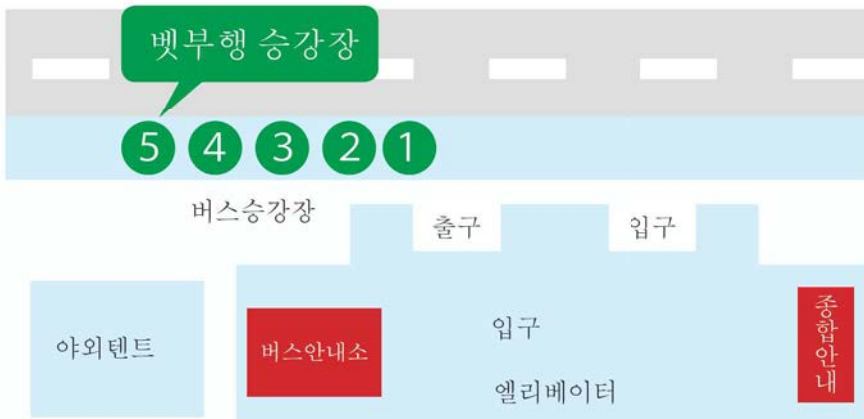 벳부행 승강장
5 4 3 2 1
버스승강장
출구
입구
야외텐트
버스안내소
입구
엘리베이터
종합안내